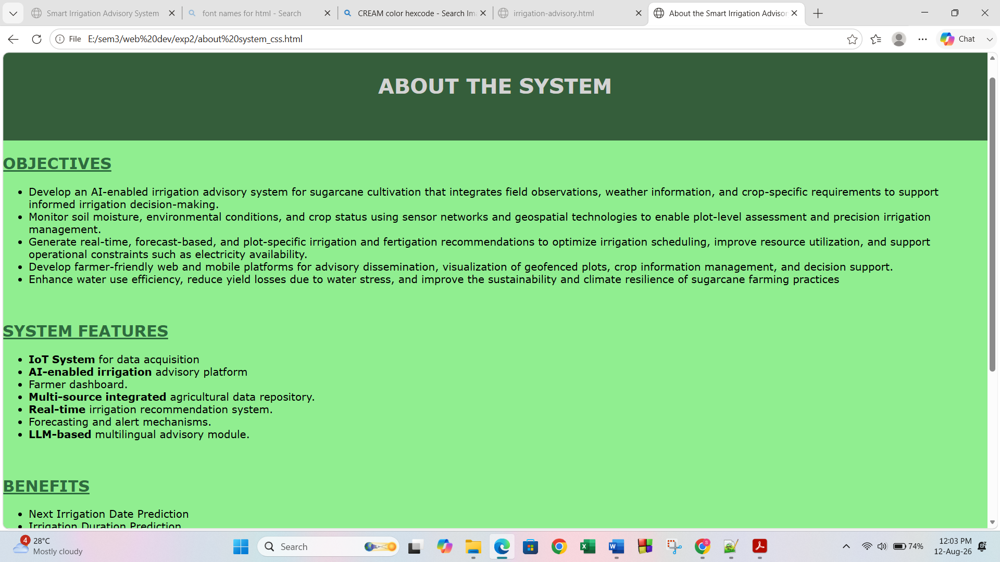 Smart Irrigation Advisory System
font names for html - Search
CREAM color hexcode - Search Im
irrigation-advisory.html
About the Smart Irrigation Advisor
File E:/sem3/web%20dev/exp2/about%20system_css.html
Chat
ABOUT THE SYSTEM
OBJECTIVES
Develop an AI-enabled irrigation advisory system for sugarcane cultivation that integrates field observations, weather information, and crop-specific requirements to support
informed irrigation decision-making.
Monitor soil moisture, environmental conditions, and crop status using sensor networks and geospatial technologies to enable plot-level assessment and precision irrigation
management.
Generate real-time, forecast-based, and plot-specific irrigation and fertigation recommendations to optimize irrigation scheduling, improve resource utilization, and support
operational constraints such as electricity availability.
Develop farmer-friendly web and mobile platforms for advisory dissemination, visualization of geofenced plots, crop information management, and decision support.
Enhance water use efficiency, reduce yield losses due to water stress, and improve the sustainability and climate resilience of sugarcane farming practices
SYSTEM FEATURES
IoT System for data acquisition
AI-enabled irrigation advisory platform
Farmer dashboard.
Multi-source integrated agricultural data repository.
Real-time irrigation recommendation system.
Forecasting and alert mechanisms.
LLM-based multilingual advisory module.
BENEFITS
Next Irrigation Date Prediction
Irrigation Duration Prediction
4
28°C
Mostly cloudy
Search
74%
12:03 PM
12-Aug-26